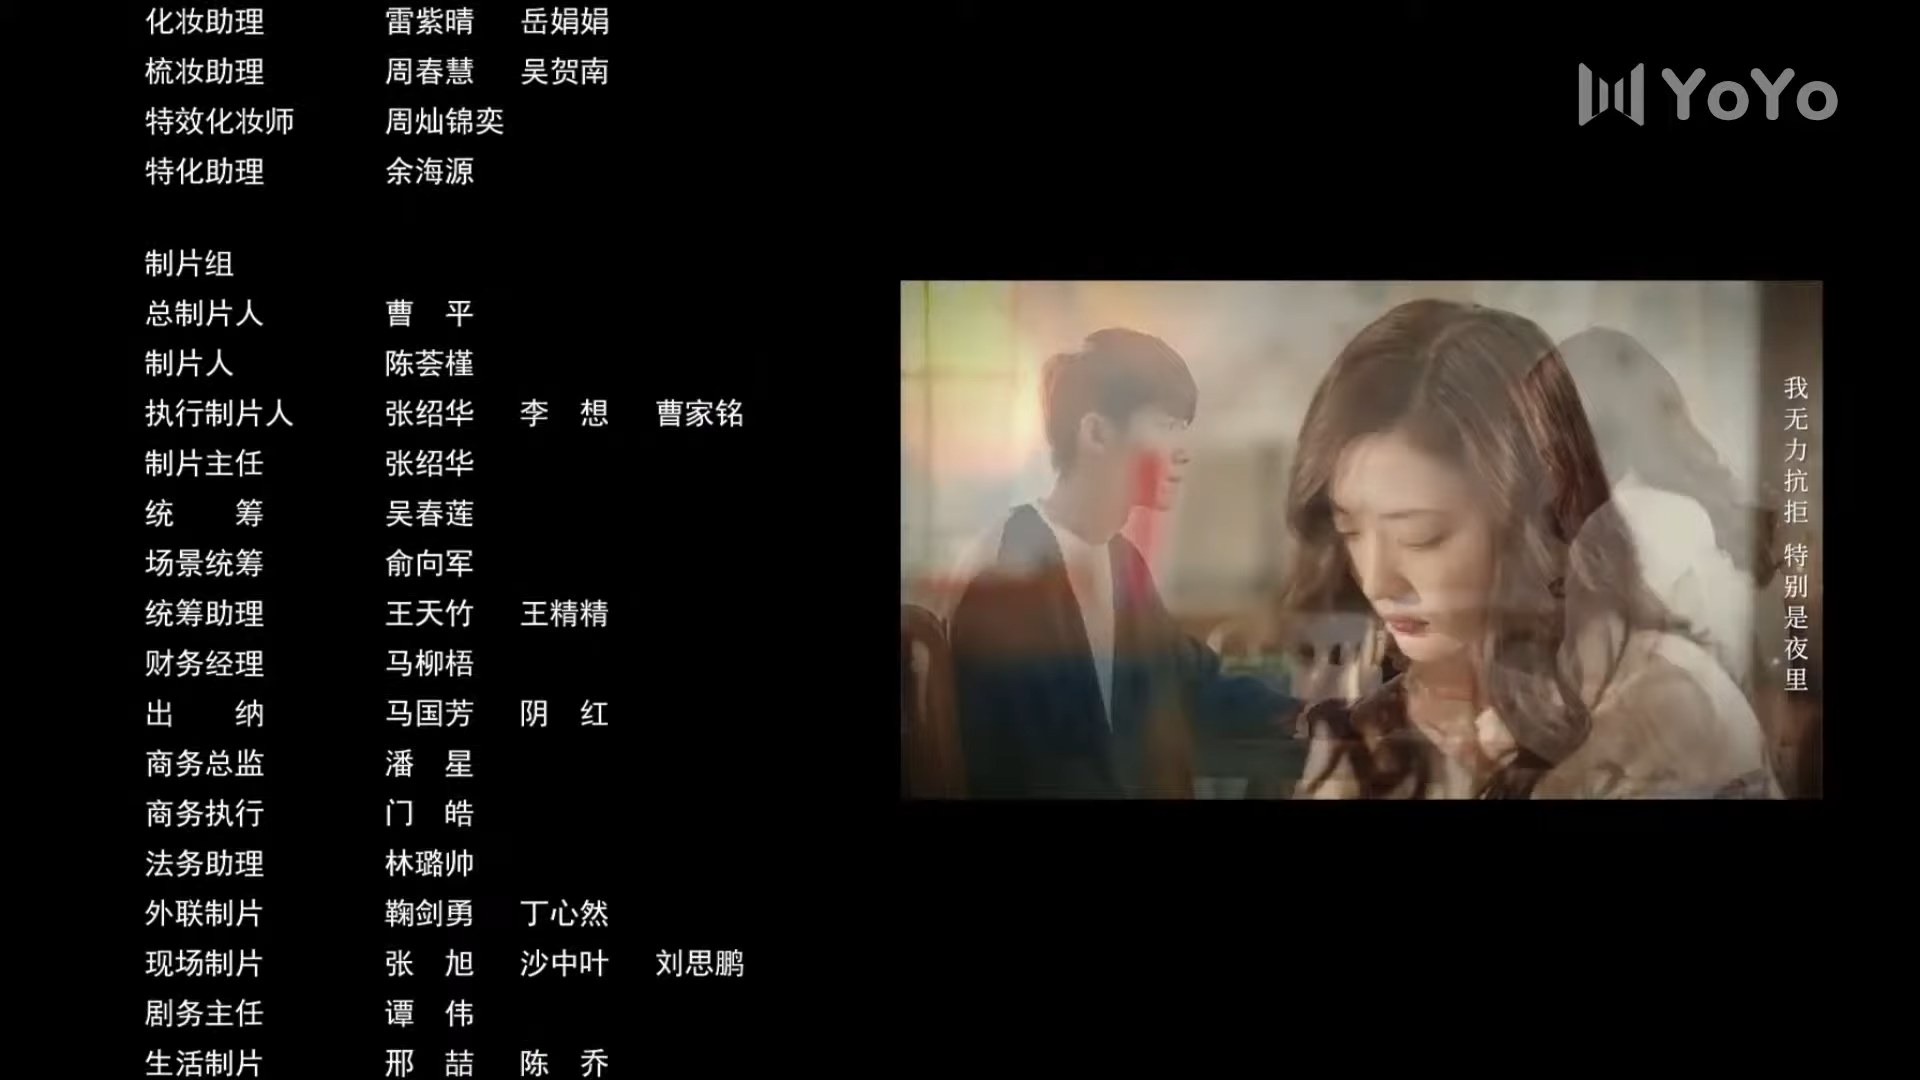 化妆助理 雷紫晴 岳娟娟
梳妆助理 周春慧 吴贺南
特效化妆师 周灿锦奕
特化助理 余海源
制片组
总制片人 曹 平
制片人 陈荟槿
执行制片人 张绍华 李 想 曹家铭
制片主任 张绍华
统 筹 吴春莲
场景统筹 俞向军
统筹助理 王天竹 王精精
财务经理 马柳梧
出 纳 马国芳 阴 红
商务总监 潘 星
商务执行 门 皓
法务助理 林璐帅
外联制片 鞠剑勇 丁心然
现场制片 张 旭 沙中叶 刘思鹏
剧务主任 谭 伟
生活制片 邢 喆 陈 乔
YoYo
我无力抗拒 特别是夜里